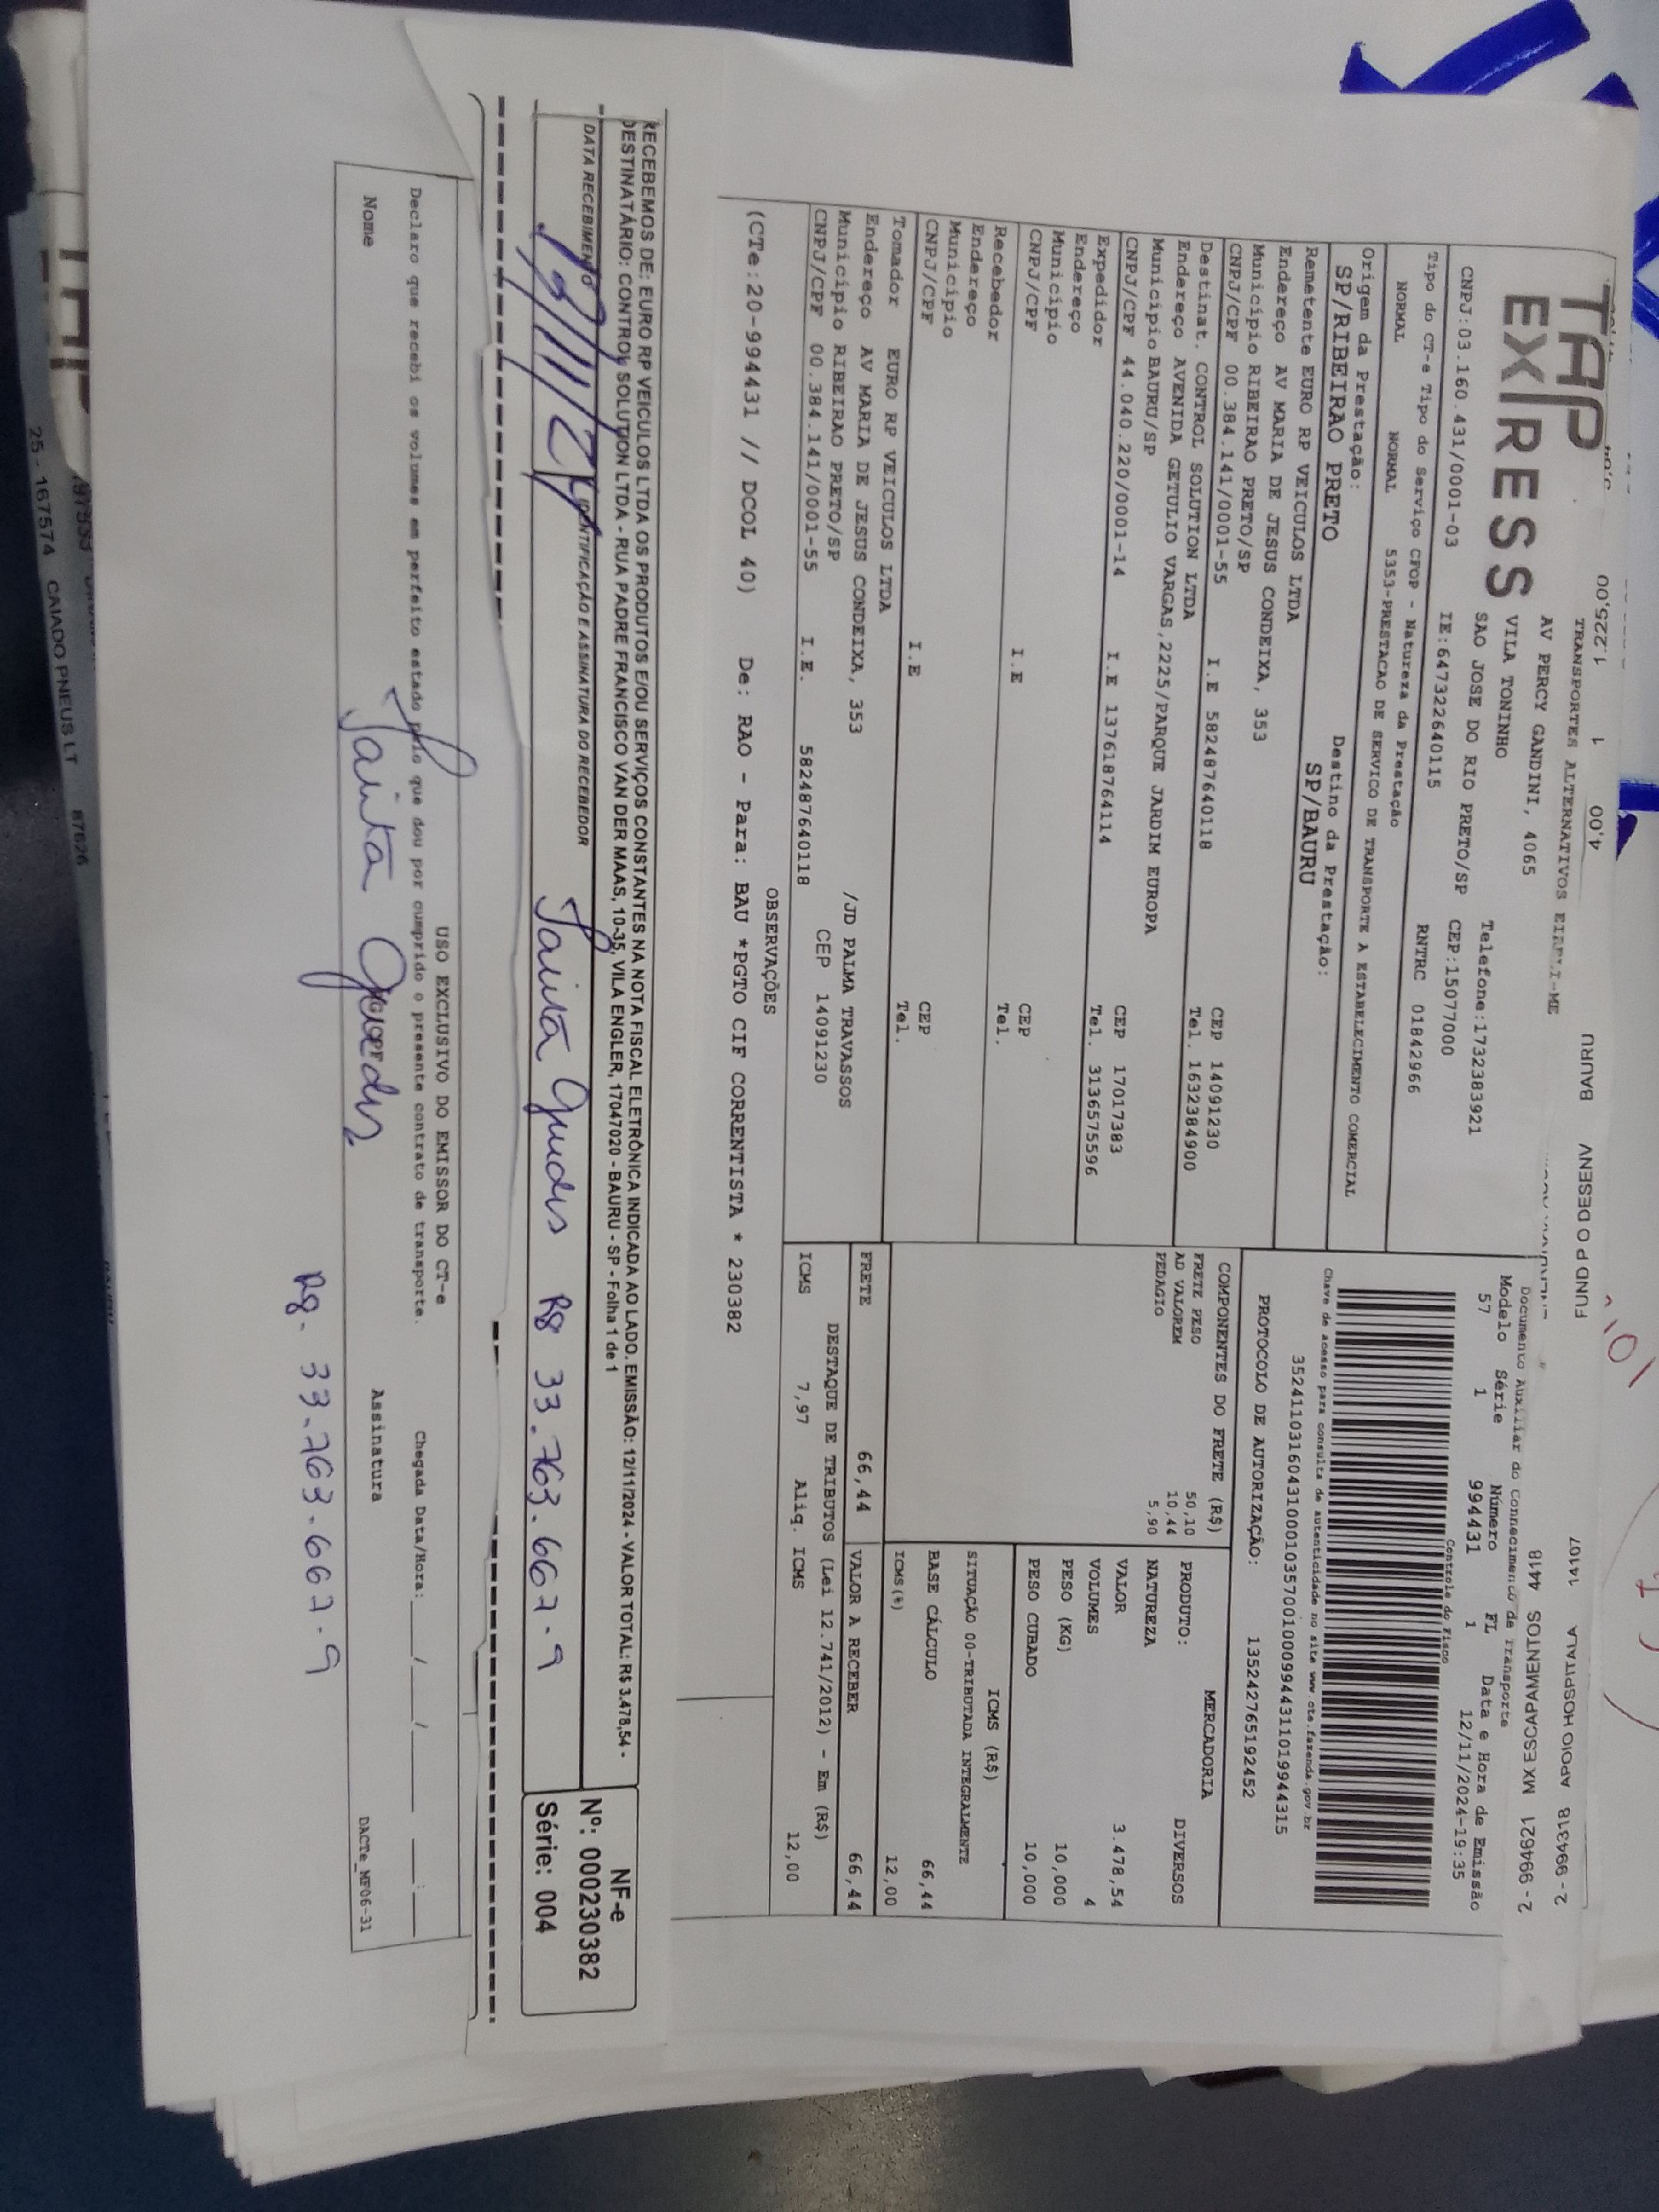 TAP
EXPRESS
TRANSPORTES ALTERNATIVOS EIRELI-ME
AV PERCY GANDINI, 4065
VILA TONINHO
SAO JOSE DO RIO PRETO/SP
Telefone:1732383921
CNPJ:03.160.431/0001-03
IE:647322640115
CEP:15077000
RNTRC 01842966
Documento Auxiliar do Conhecimento de Transporte
Modelo Série Número FL Data e Hora de Emissão
57 1 994431 1 12/11/2024-19:35
Controle do Fisco
Tipo do CT-e Tipo do Serviço CFOP - Natureza da Prestação
NORMAL NORMAL 5353-PRESTACAO DE SERVICO DE TRANSPORTE A ESTABELECIMENTO COMERCIAL
Chave de acesso para consulta de autenticidade no site www.cte.fazenda.gov.br
Origem da Prestação:
SP/RIBEIRAO PRETO
Destino da Prestação:
SP/BAURU
PROTOCOLO DE AUTORIZAÇÃO: 135242765192452
Remetente EURO RP VEICULOS LTDA
Endereço AV MARIA DE JESUS CONDEIXA, 353
Município RIBEIRAO PRETO/SP
CEP 14091230
CNPJ/CPF 00.384.141/0001-55 I.E 582487640118 Tel. 1632384900
Destinat. CONTROL SOLUTION LTDA
Endereço AVENIDA GETULIO VARGAS,2225/PARQUE JARDIM EUROPA
Município BAURU/SP
CEP 17017383
CNPJ/CPF 44.040.220/0001-14 I.E 137618764114 Tel. 3136575596
Expedidor
Endereço
Município
CEP
CNPJ/CPF I.E Tel.
Recebedor
Endereço
Município
CEP
CNPJ/CPF I.E Tel.
Tomador EURO RP VEICULOS LTDA
Endereço AV MARIA DE JESUS CONDEIXA, 353 /JD PALMA TRAVASSOS
Município RIBEIRAO PRETO/SP CEP 14091230
CNPJ/CPF 00.384.141/0001-55 I.E. 582487640118
COMPONENTES DO FRETE (R$)
FRETE PESO 50,10
AD VALOREM 10,44
PEDAGIO 5,90
MERCADORIA
PRODUTO: DIVERSOS
NATUREZA
VALOR 3.478,54
VOLUMES 4
PESO (KG) 10,000
PESO CUBADO 10,000
ICMS (R$)
SITUAÇÃO 00-TRIBUTADA INTEGRALMENTE
BASE CÁLCULO 66,44
ICMS(%) 12,00
FRETE 66,44
VALOR A RECEBER 66,44
DESTAQUE DE TRIBUTOS (Lei 12.741/2012) - Em (R$)
ICMS 7,97 Aliq. ICMS 12,00
OBSERVAÇÕES
(CTe:20-994431 // DCOL 40) De: RAO - Para: BAU *PGTO CIF CORRENTISTA * 230382
RECEBEMOS DE: EURO RP VEICULOS LTDA OS PRODUTOS E/OU SERVIÇOS CONSTANTES NA NOTA FISCAL ELETRÔNICA INDICADA AO LADO. EMISSÃO: 12/11/2024 - VALOR TOTAL: R$ 3.478,54 -
DESTINATÁRIO: CONTROL SOLUTION LTDA - RUA PADRE FRANCISCO VAN DER MAAS, 10-35, VILA ENGLER, 17047020 - BAURU - SP - Folha 1 de 1
DATA RECEBIMENTO
IDENTIFICAÇÃO E ASSINATURA DO RECEBEDOR
Rg 33.763.667.9
NF-e
Nº: 000230382
Série: 004
USO EXCLUSIVO DO EMISSOR DO CT-e
Declaro que recebi os volumes em perfeito estado pelo que dou por cumprido o presente contrato de transporte.
Chegada Data/Hora:___/___/___ __:__
Nome
Assinatura
DACTe_MF06-31
Rg. 33.763.667.9
1.225,00 1 4,00 BAURU FUND P O DESENV 14107 APOIO HOSPITALA 994318 - 2
4418 MX ESCAPAMENTOS 994621 - 2
25 - 167574 CAIADO PNEUS LT 87626